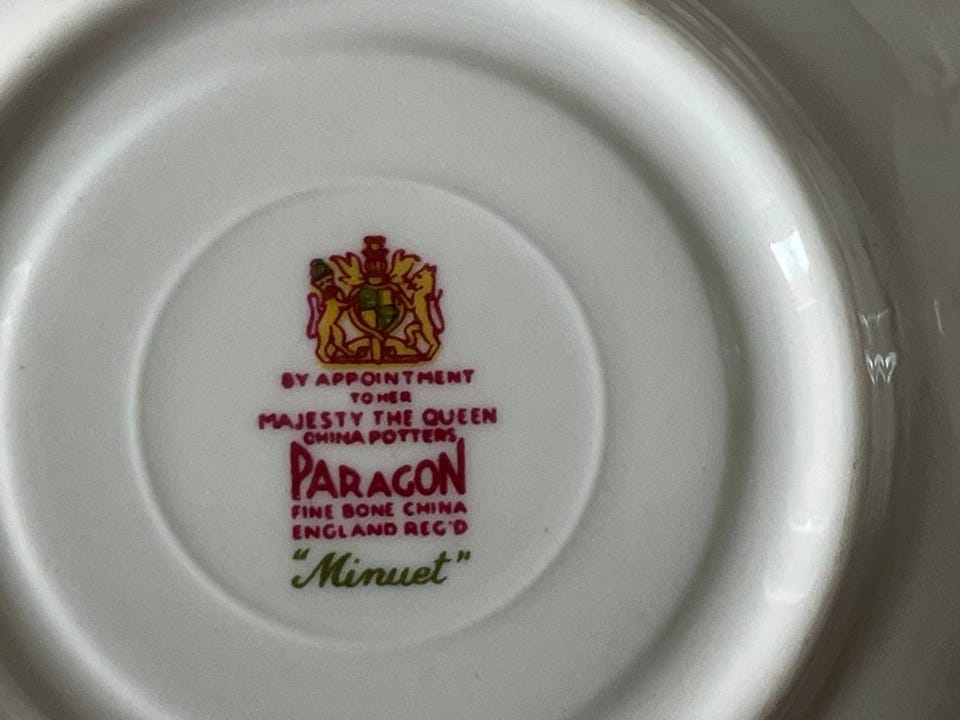 BY APPOINTMENT
TO HER
MAJESTY THE QUEEN
CHINA POTTERS
PARAGON
FINE BONE CHINA
ENGLAND REG'D
"Minuet"